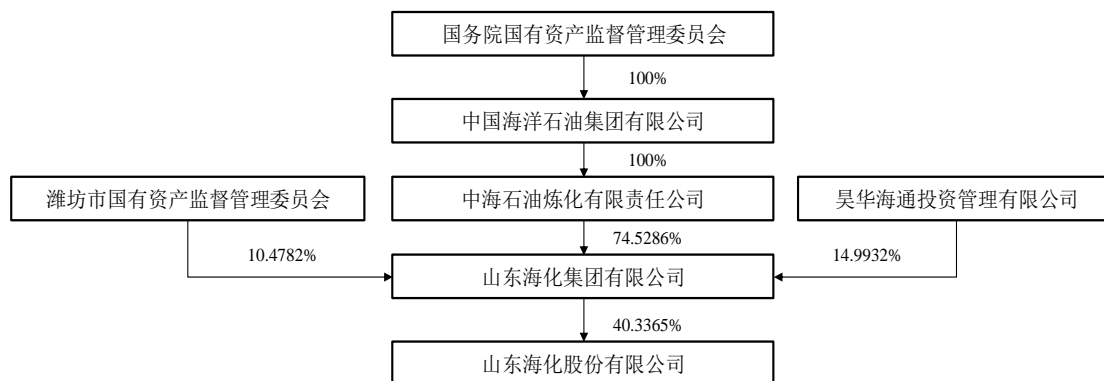 国务院国有资产监督管理委员会
100%
中国海洋石油集团有限公司
100%
潍坊市国有资产监督管理委员会
中海石油炼化有限责任公司
昊华海通投资管理有限公司
10.4782%
74.5286%
14.9932%
山东海化集团有限公司
40.3365%
山东海化股份有限公司